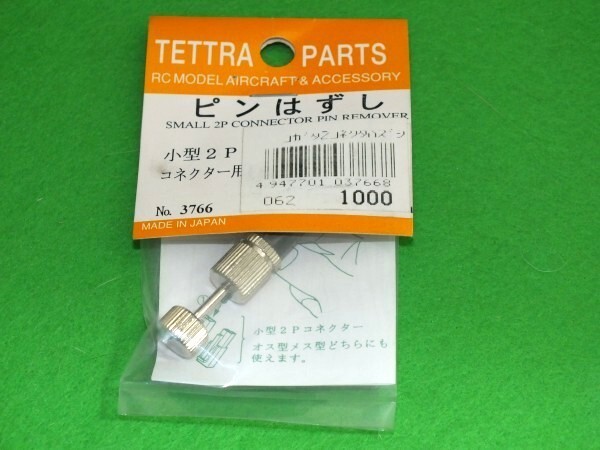 TETTRA PARTS
RC MODEL AIRCRAFT & ACCESSORY
ピンはずし
SMALL 2P CONNECTOR PIN REMOVER
小型2P
コネクター用
4 947701 037668
062 1000
No. 3766
MADE IN JAPAN
小型2Pコネクター
オス型メス型どちらにも
使えます。